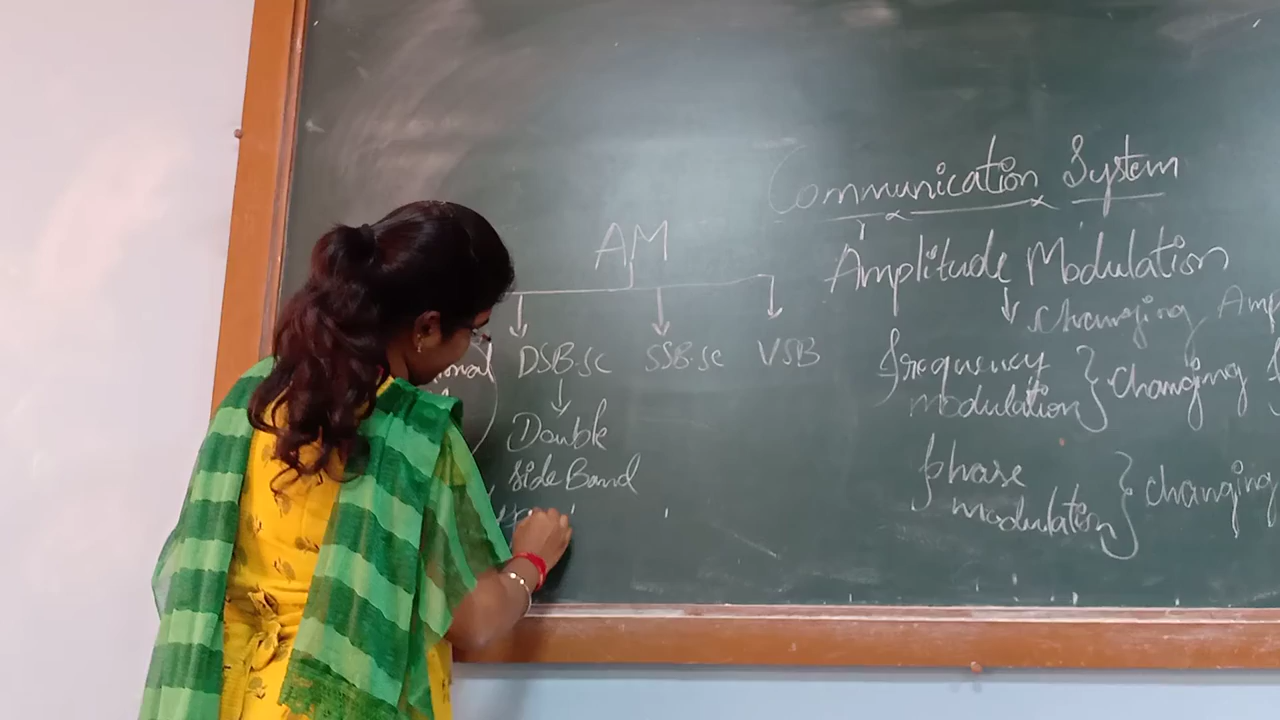 Communication System
Amplitude Modulation
Changing Amp
frequency
modulation } Changing f
phase
modulation } Changing
AM
DSB-SC SSB-SC VSB
Double
side Band